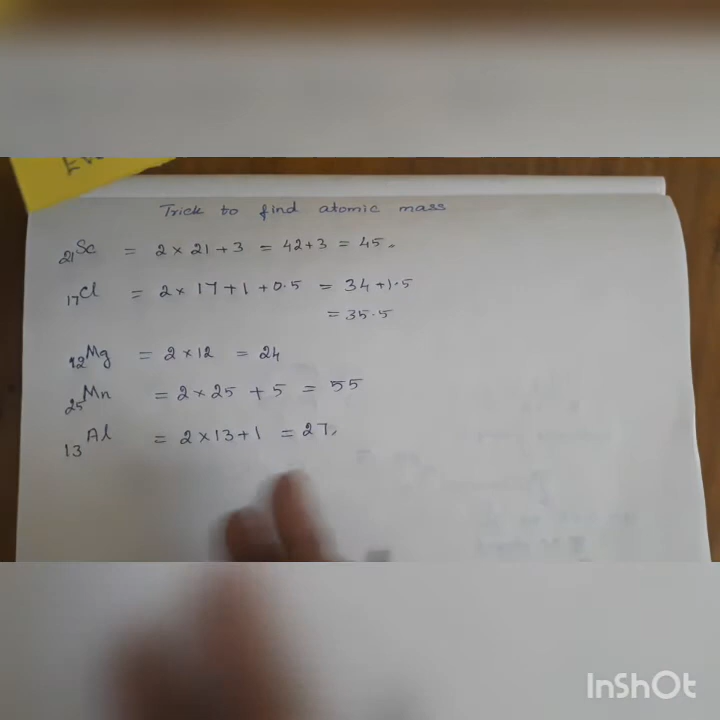 Trick to find atomic mass
21Sc = 2 × 21 + 3 = 42 + 3 = 45.
17Cl = 2 × 17 + 1 + 0.5 = 34 + 1.5
= 35.5
12Mg = 2 × 12 = 24
25Mn = 2 × 25 + 5 = 55
13Al = 2 × 13 + 1 = 27
InShOt